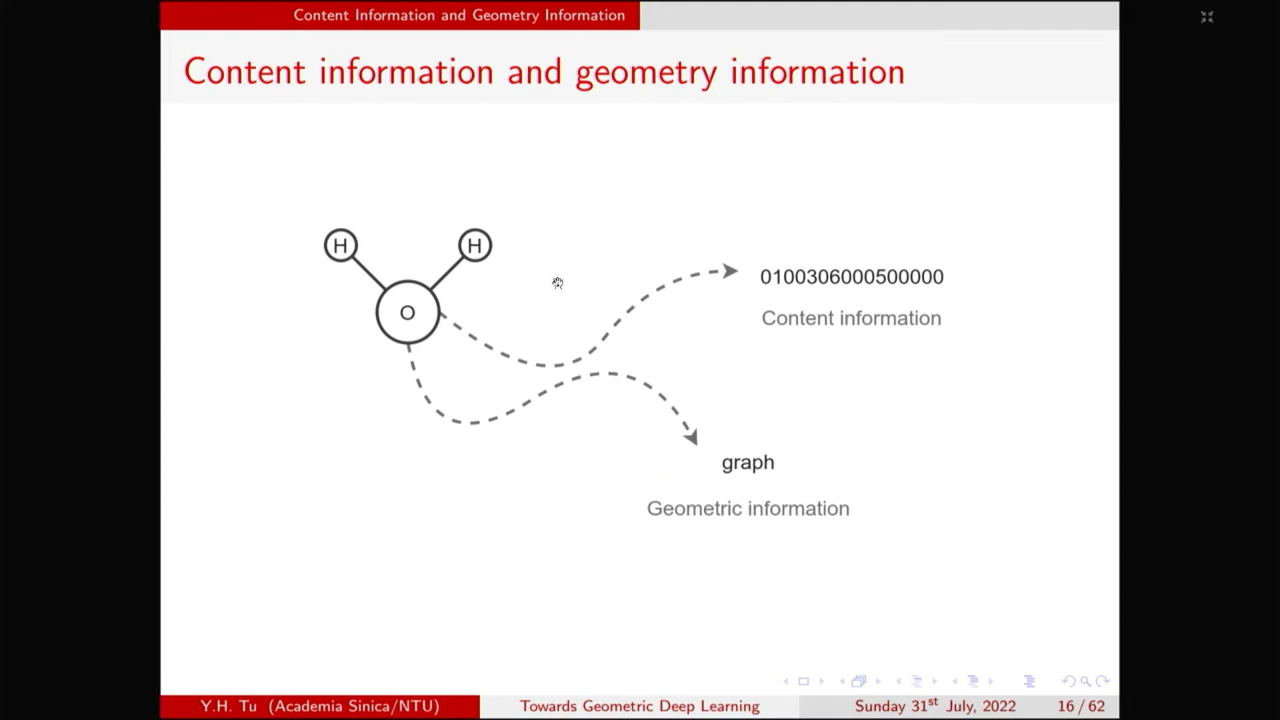 Content Information and Geometry Information
Content information and geometry information
H H
O
0100306000500000
Content information
graph
Geometric information
Y.H. Tu (Academia Sinica/NTU) Towards Geometric Deep Learning Sunday 31st July, 2022 16 / 62